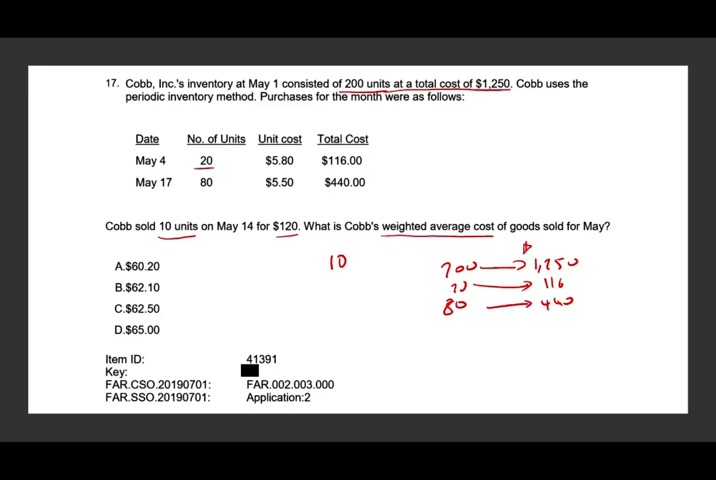 17. Cobb, Inc.'s inventory at May 1 consisted of 200 units at a total cost of $1,250. Cobb uses the
periodic inventory method. Purchases for the month were as follows:
Date No. of Units Unit cost Total Cost
May 4 20 $5.80 $116.00
May 17 80 $5.50 $440.00
Cobb sold 10 units on May 14 for $120. What is Cobb's weighted average cost of goods sold for May?
A.$60.20
B.$62.10
C.$62.50
D.$65.00
10
200 → 1,250
20 → 116
80 → 440
Item ID: 41391
Key:
FAR.CSO.20190701: FAR.002.003.000
FAR.SSO.20190701: Application:2